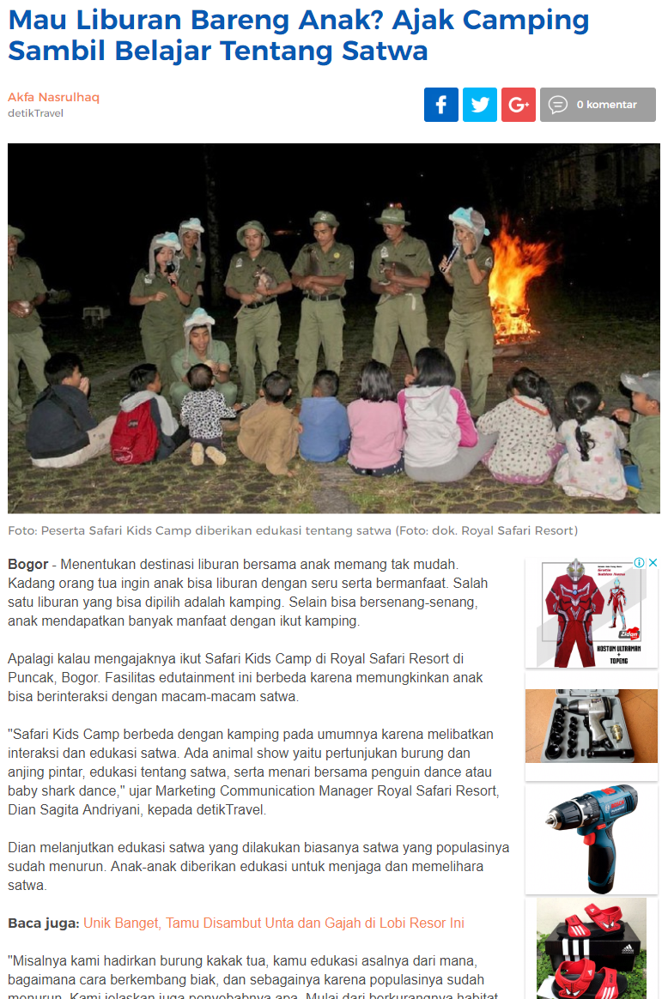 Mau Liburan Bareng Anak? Ajak Camping
Sambil Belajar Tentang Satwa
Akfa Nasrulhaq
detikTravel
0 komentar
Foto: Peserta Safari Kids Camp diberikan edukasi tentang satwa (Foto: dok. Royal Safari Resort)
Bogor - Menentukan destinasi liburan bersama anak memang tak mudah.
Kadang orang tua ingin anak bisa liburan dengan seru serta bermanfaat. Salah
satu liburan yang bisa dipilih adalah kamping. Selain bisa bersenang-senang,
anak mendapatkan banyak manfaat dengan ikut kamping.
Apalagi kalau mengajaknya ikut Safari Kids Camp di Royal Safari Resort di
Puncak, Bogor. Fasilitas edutainment ini berbeda karena memungkinkan anak
bisa berinteraksi dengan macam-macam satwa.
"Safari Kids Camp berbeda dengan kamping pada umumnya karena melibatkan
interaksi dan edukasi satwa. Ada animal show yaitu pertunjukan burung dan
anjing pintar, edukasi tentang satwa, serta menari bersama penguin dance atau
baby shark dance," ujar Marketing Communication Manager Royal Safari Resort,
Dian Sagita Andriyani, kepada detikTravel.
Dian melanjutkan edukasi satwa yang dilakukan biasanya satwa yang populasinya
sudah menurun. Anak-anak diberikan edukasi untuk menjaga dan memelihara
satwa.
Baca juga: Unik Banget, Tamu Disambut Unta dan Gajah di Lobi Resor Ini
"Misalnya kami hadirkan burung kakak tua, kamu edukasi asalnya dari mana,
bagaimana cara berkembang biak, dan sebagainya karena populasinya sudah
menurun. Kami jelaskan juga penyebabnya apa. Mulai dari berkurangnya habitat
Zidan
KOSTUM ULTRAMAN
+
TOPENG
adidas